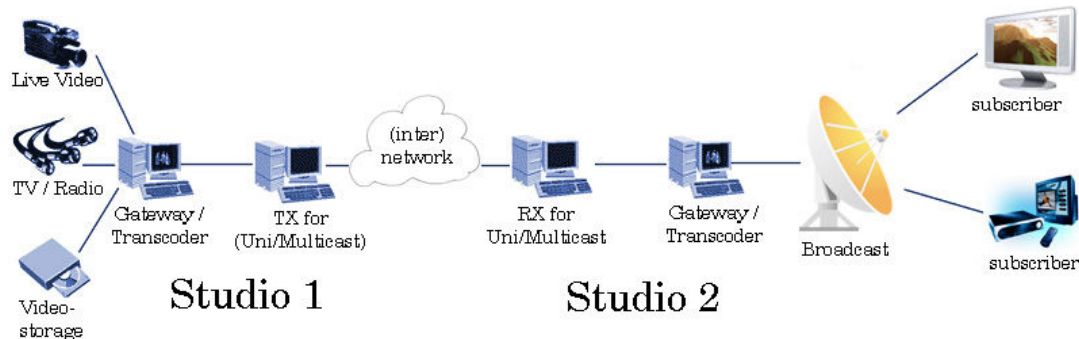 Live Video
TV / Radio
Video-
storage
Gateway /
Transcoder
TX for
(Uni/Multicast)
Studio 1
(inter)
network
RX for
Uni/Multicast
Gateway /
Transcoder
Studio 2
Broadcast
subscriber
subscriber